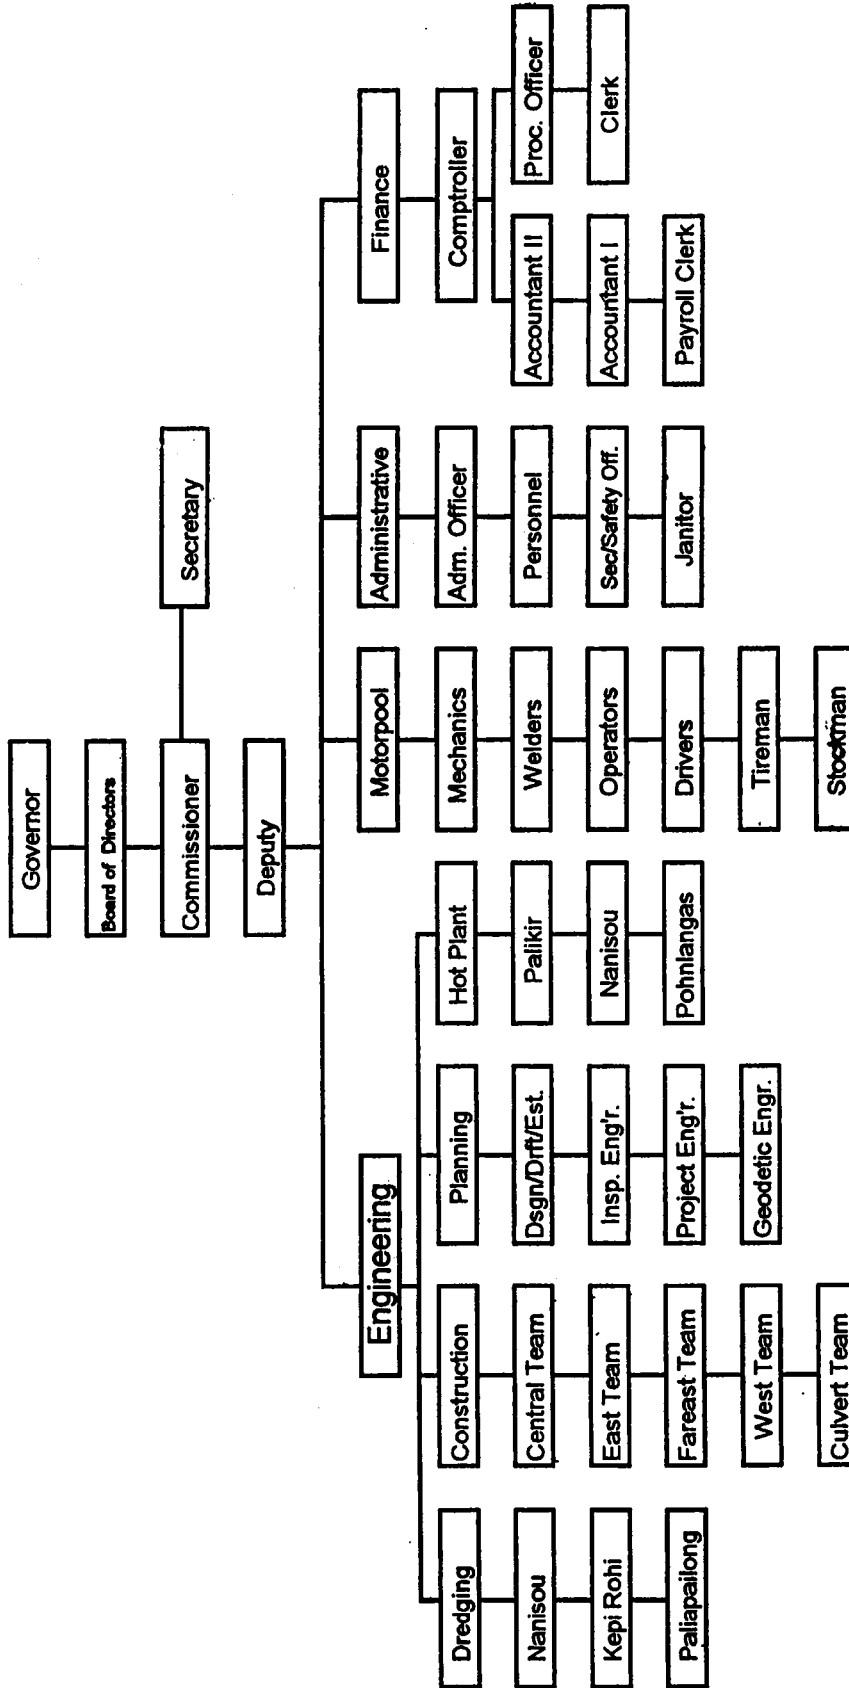 Governor
Board of Directors
Commissioner
Secretary
Deputy
Engineering
Motorpool
Administrative
Finance
Dredging
Construction
Planning
Hot Plant
Mechanics
Adm. Officer
Comptroller
Nanisou
Central Team
Dsgn/Drft/Est.
Palikir
Welders
Personnel
Accountant II
Proc. Officer
Kepi Rohi
East Team
Insp. Eng'r.
Nanisou
Operators
Sec/Safety Off.
Accountant I
Clerk
Paliapailong
Fareast Team
Project Eng'r.
Pohnlangas
Drivers
Janitor
Payroll Clerk
West Team
Geodetic Engr.
Tireman
Culvert Team
Stockman